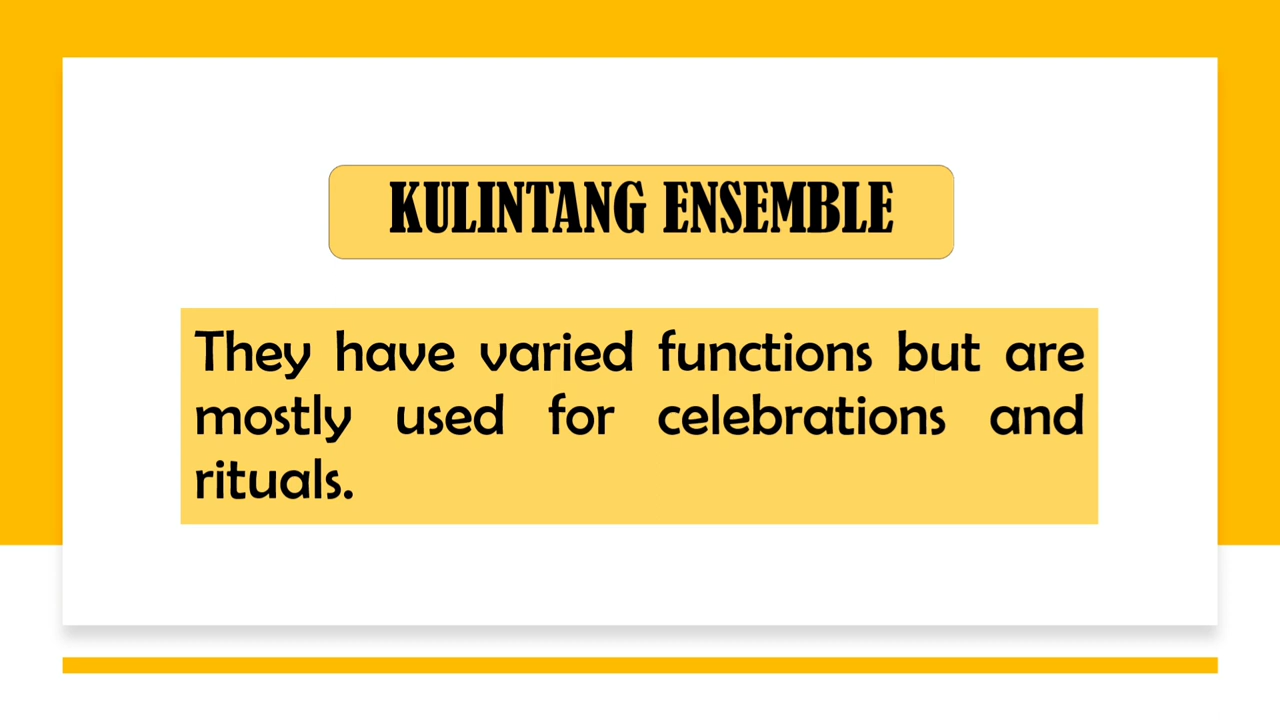 KULINTANG ENSEMBLE
They have varied functions but are
mostly used for celebrations and
rituals.